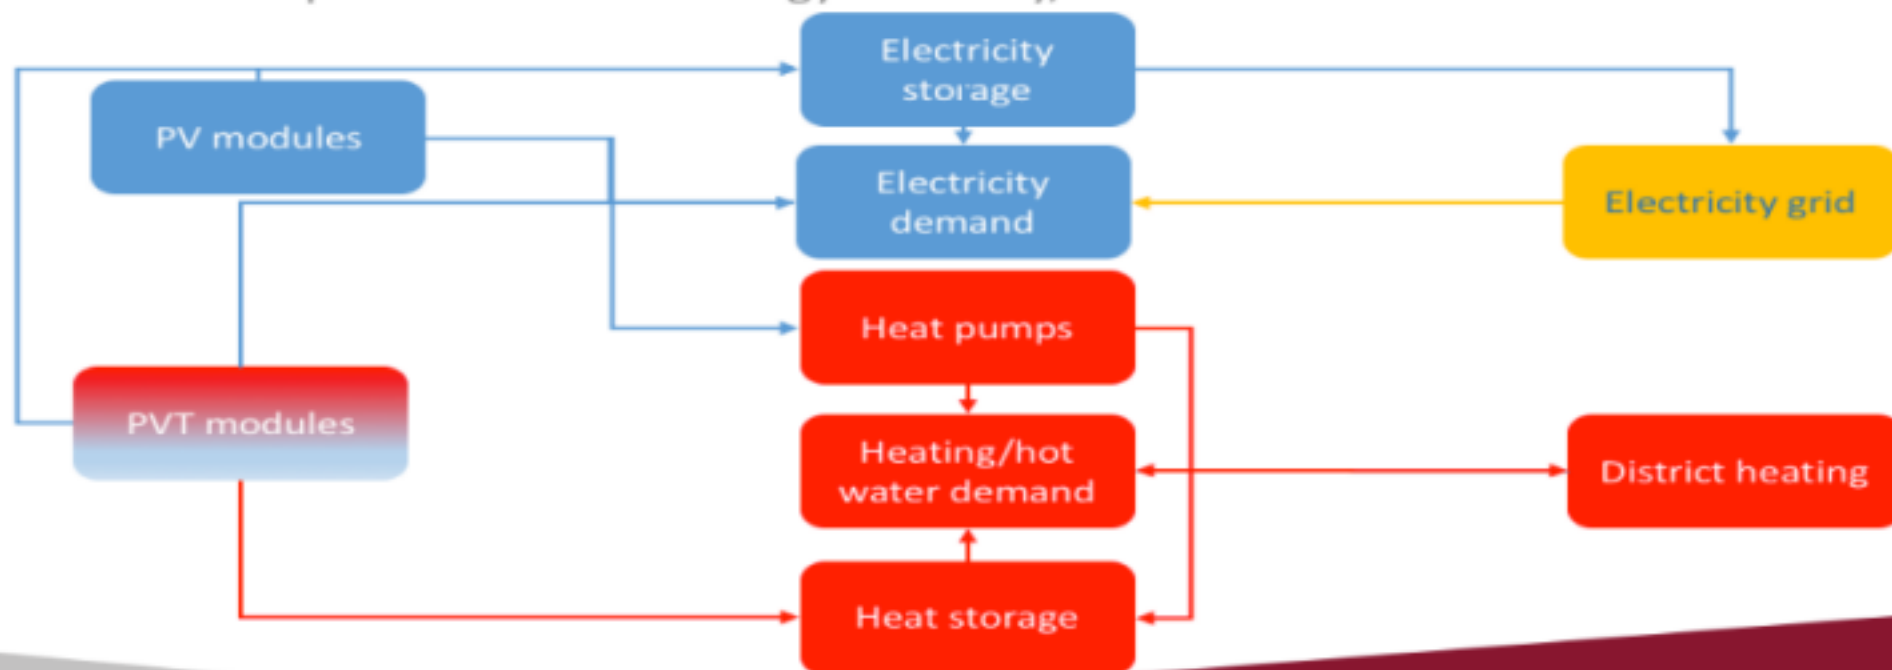 Electricity
storage
PV modules
Electricity
demand
Electricity grid
Heat pumps
PVT modules
Heating/hot
water demand
District heating
Heat storage